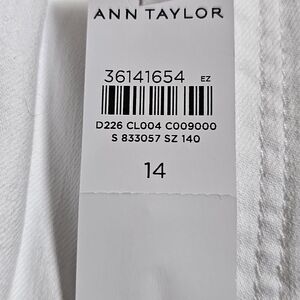 ANN TAYLOR
36141654 EZ
D226 CL004 C009000
S 833057 SZ 140
14